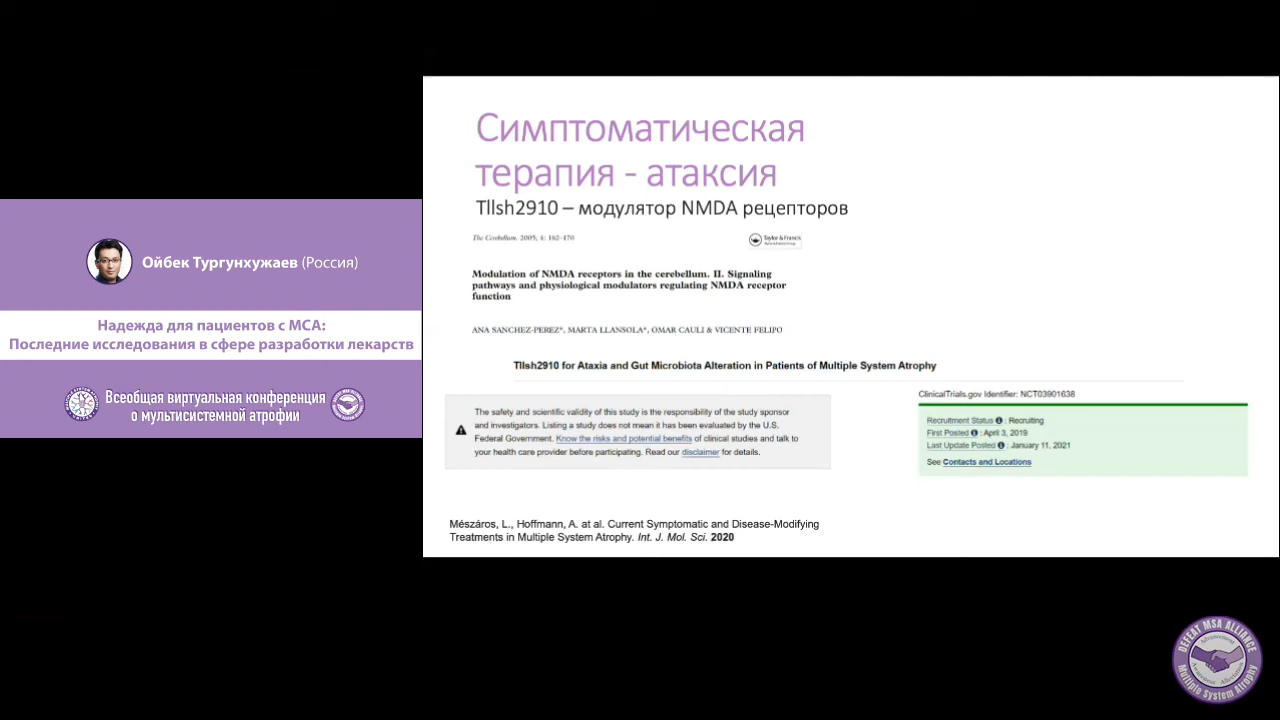 Ойбек Тургунхужаев (Россия)
Надежда для пациентов с МСА:
Последние исследования в сфере разработки лекарств
Всеобщая виртуальная конференция
о мультисистемной атрофии
Симптоматическая
терапия - атаксия
Tllsh2910 – модулятор NMDA рецепторов
The Cerebellum. 2005; 4: 162–170
Taylor & Francis
Modulation of NMDA receptors in the cerebellum. II. Signaling
pathways and physiological modulators regulating NMDA receptor
function
ANA SANCHEZ-PEREZ*, MARTA LLANSOLA*, OMAR CAULI & VICENTE FELIPO
Tllsh2910 for Ataxia and Gut Microbiota Alteration in Patients of Multiple System Atrophy
The safety and scientific validity of this study is the responsibility of the study sponsor
and investigators. Listing a study does not mean it has been evaluated by the U.S.
Federal Government. Know the risks and potential benefits of clinical studies and talk to
your health care provider before participating. Read our disclaimer for details.
ClinicalTrials.gov Identifier: NCT03901638
Recruitment Status : Recruiting
First Posted : April 3, 2019
Last Update Posted : January 11, 2021
See Contacts and Locations
Mészáros, L., Hoffmann, A. at al. Current Symptomatic and Disease-Modifying
Treatments in Multiple System Atrophy. Int. J. Mol. Sci. 2020
DEFEAT MSA ALLIANCE
Multiple System Atrophy